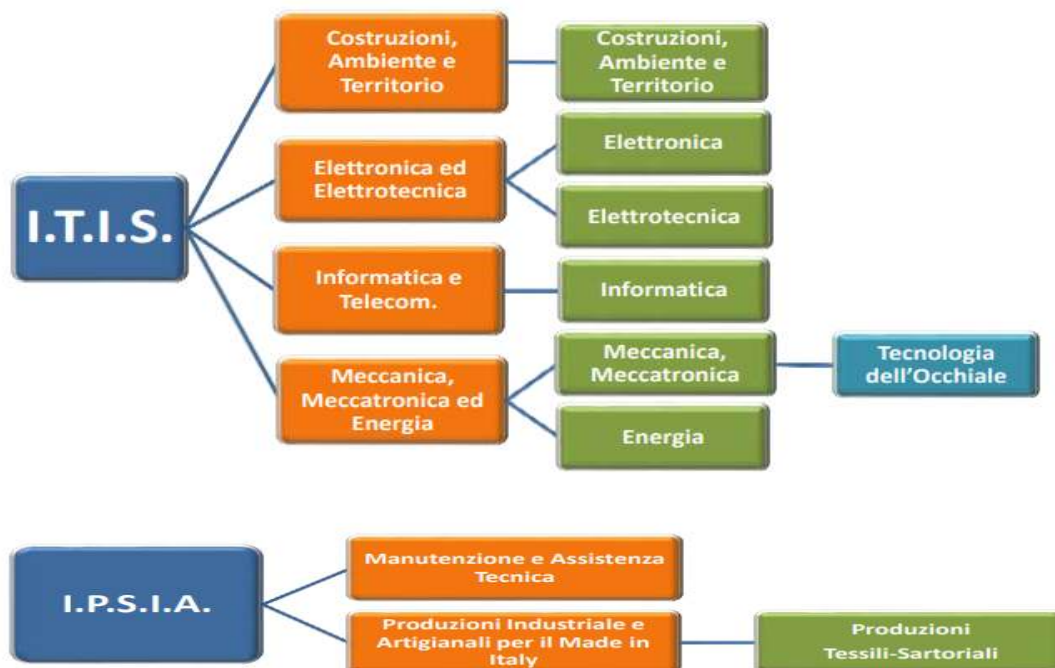 Costruzioni,
Ambiente e
Territorio
Costruzioni,
Ambiente e
Territorio
Elettronica ed
Elettrotecnica
Elettronica
Elettrotecnica
I.T.I.S.
Informatica e
Telecom.
Informatica
Meccanica,
Meccatronica ed
Energia
Meccanica,
Meccatronica
Tecnologia
dell'Occhiale
Energia
I.P.S.I.A.
Manutenzione e Assistenza
Tecnica
Produzioni Industriale e
Artigianali per il Made in
Italy
Produzioni
Tessili-Sartoriali